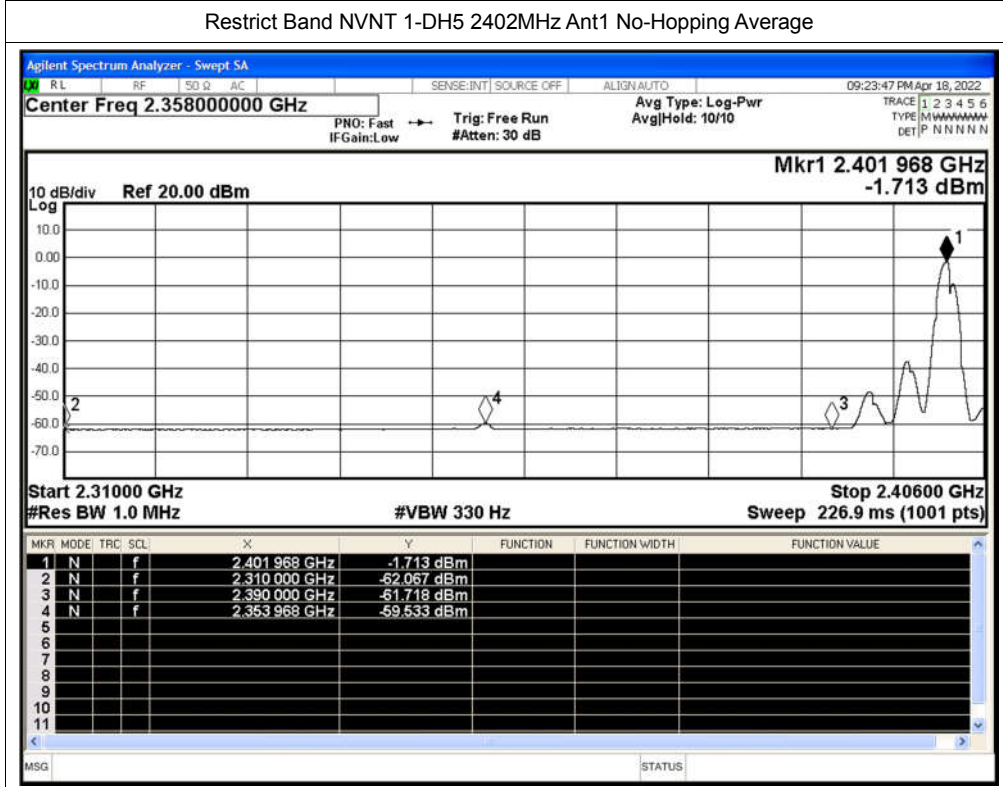 Restrict Band NVNT 1-DH5 2402MHz Ant1 No-Hopping Average
Agilent Spectrum Analyzer - Swept SA
LXI RL RF 50 Ω AC SENSE:INT SOURCE OFF ALIGNAUTO 09:23:47 PM Apr 18, 2022
Center Freq 2.358000000 GHz
PNO: Fast
IFGain:Low
Trig: Free Run
#Atten: 30 dB
Avg Type: Log-Pwr
Avg|Hold: 10/10
TRACE 1 2 3 4 5 6
TYPE MWWWWW
DET P N N N N N
Mkr1 2.401 968 GHz
-1.713 dBm
10 dB/div Ref 20.00 dBm
Log
10.0
0.00
-10.0
-20.0
-30.0
-40.0
-50.0
-60.0
-70.0
1
2
4
3
Start 2.31000 GHz Stop 2.40600 GHz
#Res BW 1.0 MHz #VBW 330 Hz Sweep 226.9 ms (1001 pts)
MKR MODE TRC SCL X Y FUNCTION FUNCTION WIDTH FUNCTION VALUE
1 N f 2.401 968 GHz -1.713 dBm
2 N f 2.310 000 GHz -62.067 dBm
3 N f 2.390 000 GHz -61.718 dBm
4 N f 2.353 968 GHz -59.533 dBm
5
6
7
8
9
10
11
MSG STATUS